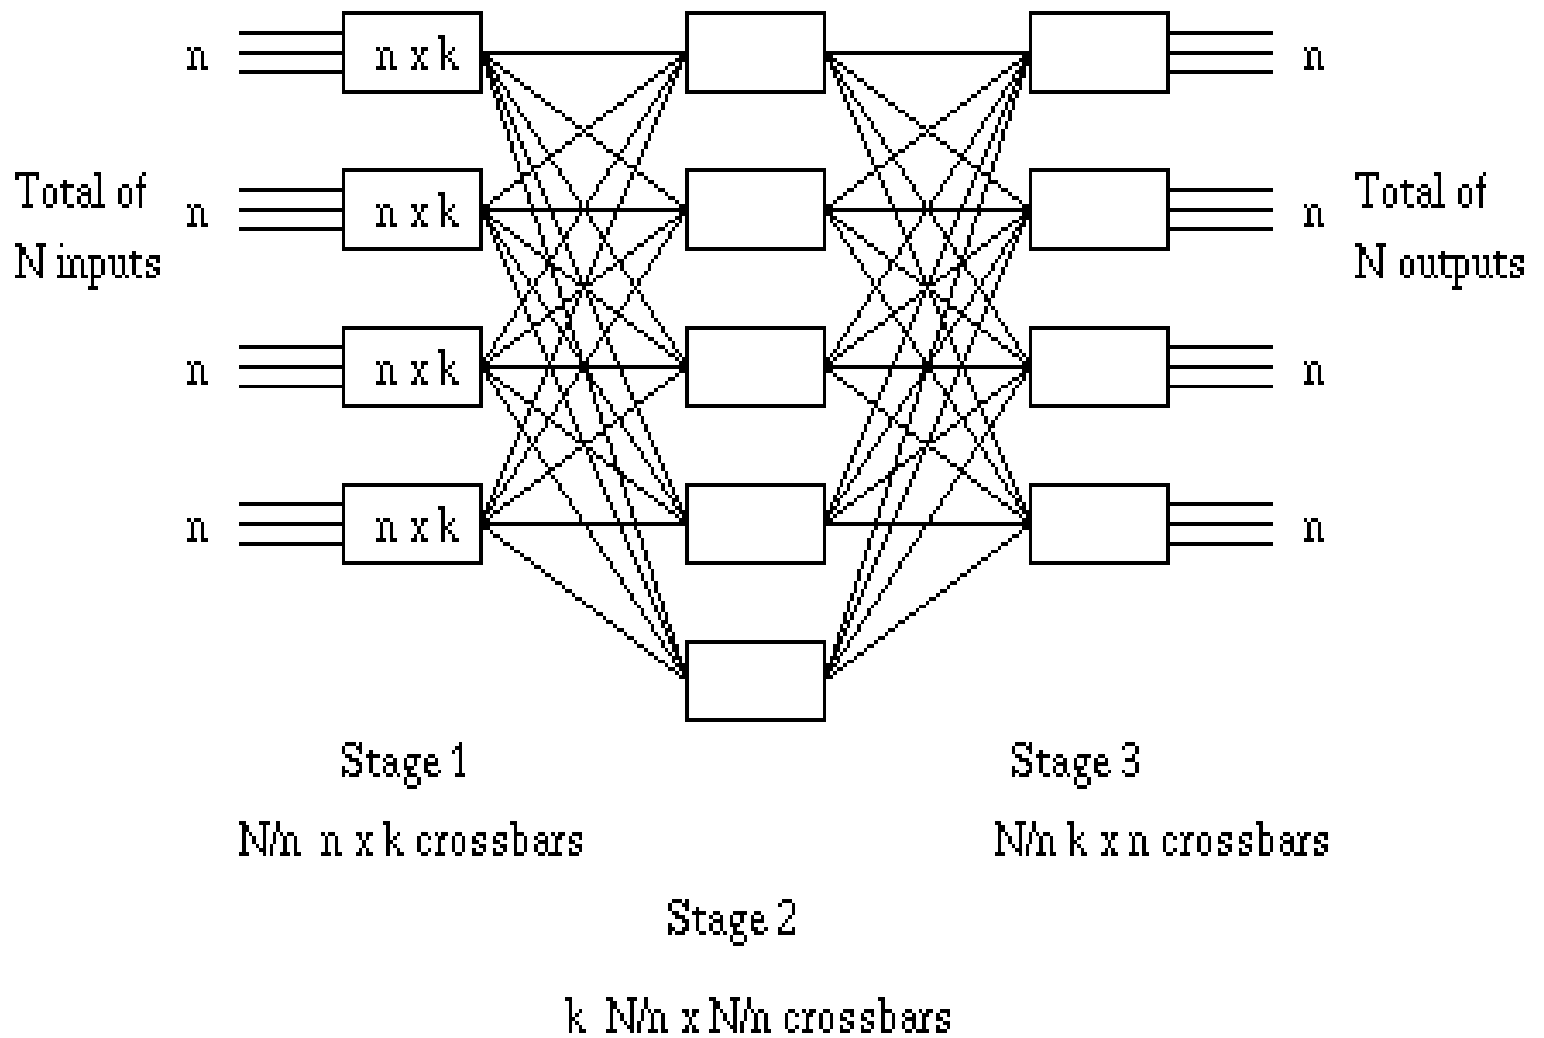 n
n x k
n
Total of
N inputs
n
n x k
n
Total of
N outputs
n
n x k
n
n
n x k
n
Stage 1
Stage 3
N/n n x k crossbars
N/n k x n crossbars
Stage 2
k N/n x N/n crossbars